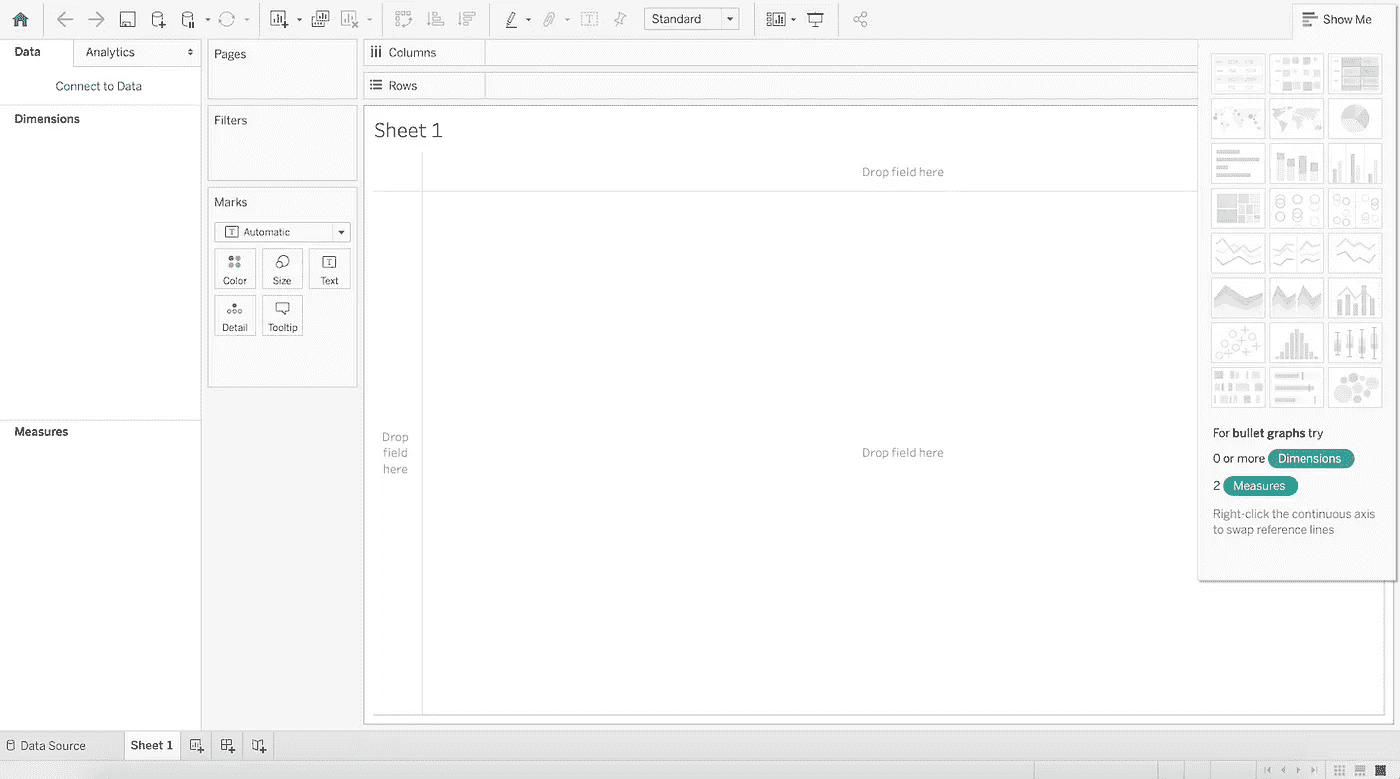 Standard
Show Me
Data
Analytics
Connect to Data
Dimensions
Measures
Pages
Filters
Marks
Automatic
Color
Size
Text
Detail
Tooltip
Columns
Rows
Sheet 1
Drop field here
Drop
field
here
Drop field here
For bullet graphs try
0 or more Dimensions
2 Measures
Right-click the continuous axis
to swap reference lines
Data Source
Sheet 1